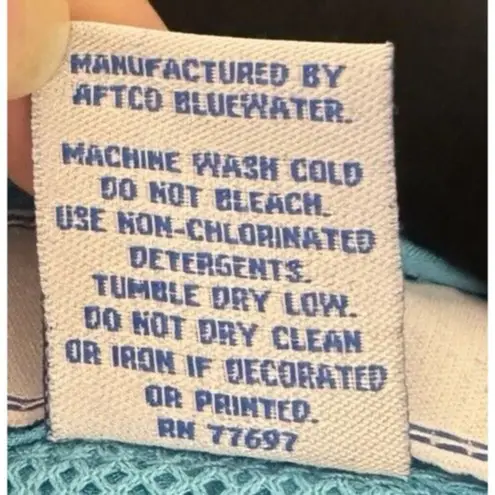 MANUFACTURED BY
AFTCO BLUEWATER.
MACHINE WASH COLD
DO NOT BLEACH.
USE NON-CHLORINATED
DETERGENTS.
TUMBLE DRY LOW.
DO NOT DRY CLEAN
OR IRON IF DECORATED
OR PRINTED.
RN 77697